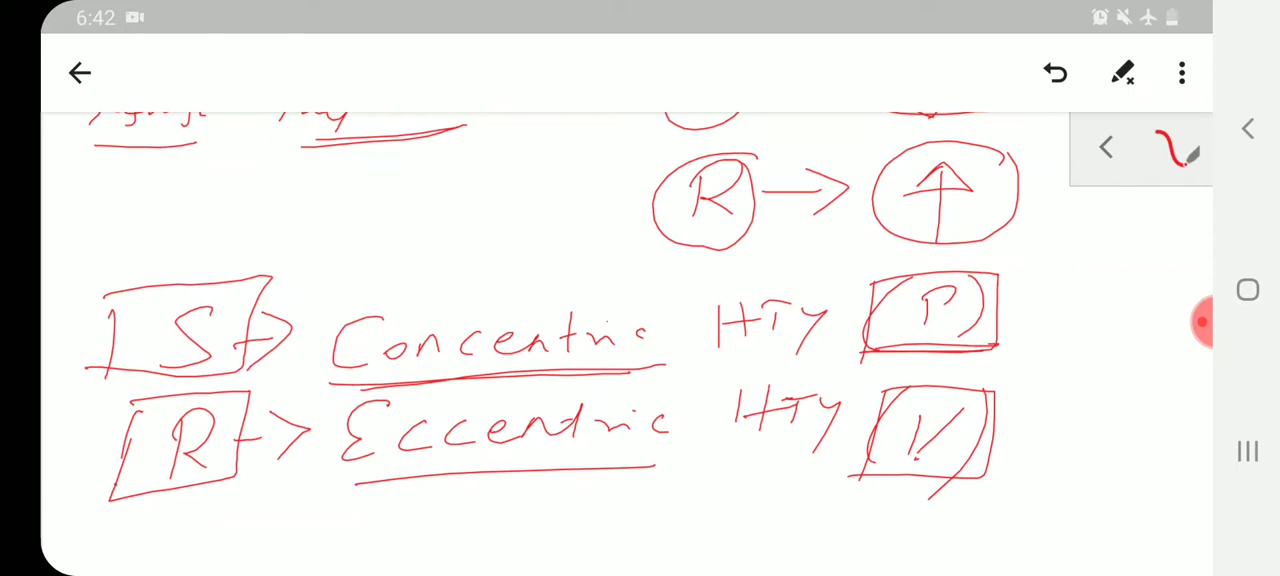 6:42
R → ↑
S → Concentric HTy (P)
R → Eccentric HTy (V)